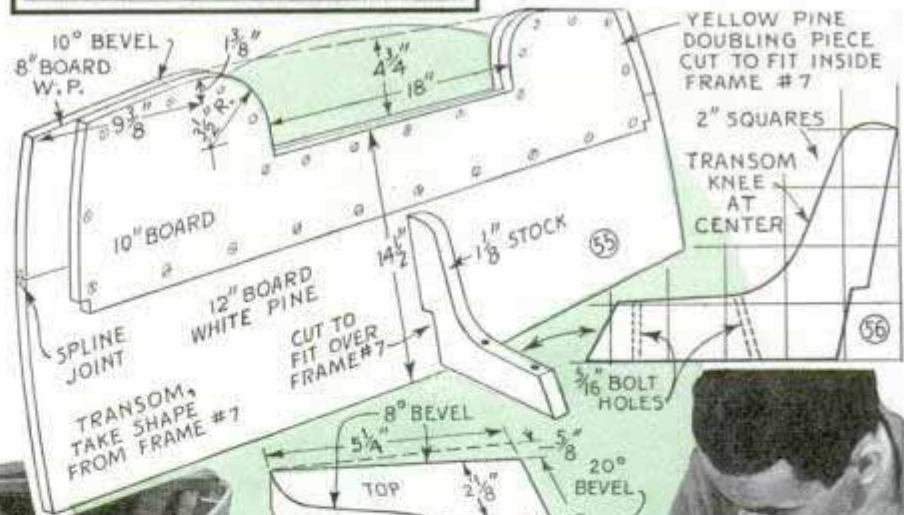 10° BEVEL
8" BOARD
W. P.
1 3/8"
9 3/8"
2 1/2" R.
4 3/4"
18"
YELLOW PINE
DOUBLING PIECE
CUT TO FIT INSIDE
FRAME #7
2" SQUARES
TRANSOM
KNEE
AT
CENTER
10" BOARD
14 1/2"
1 1/8" STOCK
55
12" BOARD
WHITE PINE
SPLINE
JOINT
CUT TO
FIT OVER
FRAME #7
56
5/16" BOLT
HOLES
TRANSOM,
TAKE SHAPE
FROM FRAME #7
8° BEVEL
5 1/4"
5/8"
20°
BEVEL
TOP
2 1/8"